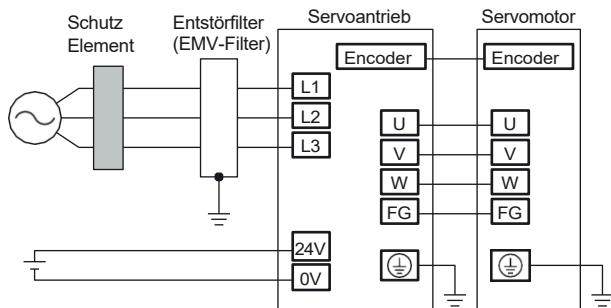 Schutz
Element
Entstörfilter
(EMV-Filter)
Servoantrieb
Servomotor
Encoder
Encoder
L1
L2
L3
U
U
V
V
W
W
FG
FG
24V
0V